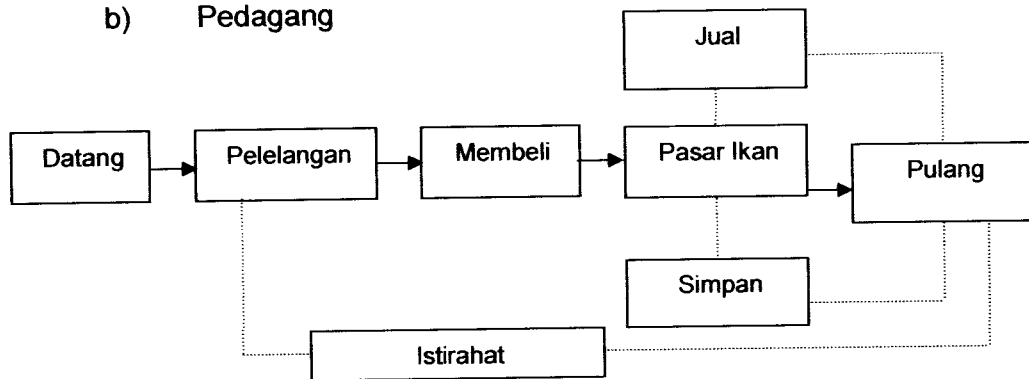 b) Pedagang
Jual
Datang
Pelelangan
Membeli
Pasar Ikan
Pulang
Simpan
Istirahat